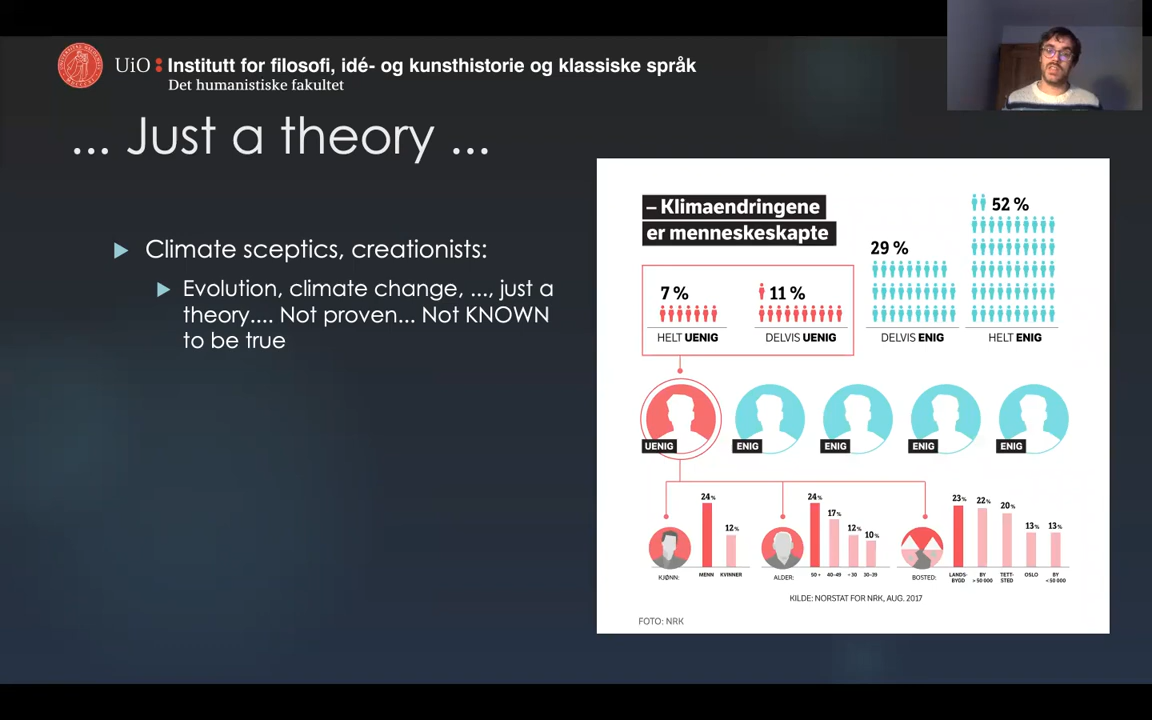 UiO : Institutt for filosofi, idé- og kunsthistorie og klassiske språk
Det humanistiske fakultet
... Just a theory ...
Climate sceptics, creationists:
Evolution, climate change, ..., just a
theory.... Not proven... Not KNOWN
to be true
– Klimaendringene
er menneskeskapte
7 %
HELT UENIG
11 %
DELVIS UENIG
29 %
DELVIS ENIG
52 %
HELT ENIG
UENIG
ENIG
ENIG
ENIG
ENIG
KJØNN:
24%
MENN
12%
KVINNER
ALDER:
24%
50 +
17%
40-49
12%
- 30
10%
30-39
BOSTED:
23%
LANDS-
BYGD
22%
BY
> 50 000
20%
TETT-
STED
13%
OSLO
13%
BY
< 50 000
KILDE: NORSTAT FOR NRK, AUG. 2017
FOTO: NRK